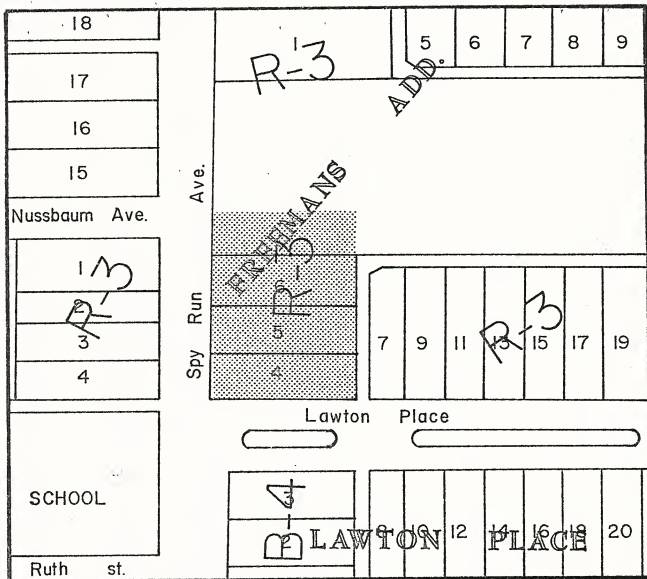 18
17
16
15
Nussbaum Ave.
1
2
3
4
R-3
SCHOOL
Ruth st.
Spy Run Ave.
1
R-3
5 6 7 8 9
FREEMANS ADD.
R-3
6
5
4
7 9 11 13 15 17 19
R-3
Lawton Place
3
2
B-4
8 10 12 14 16 18 20
LAWTON PLACE